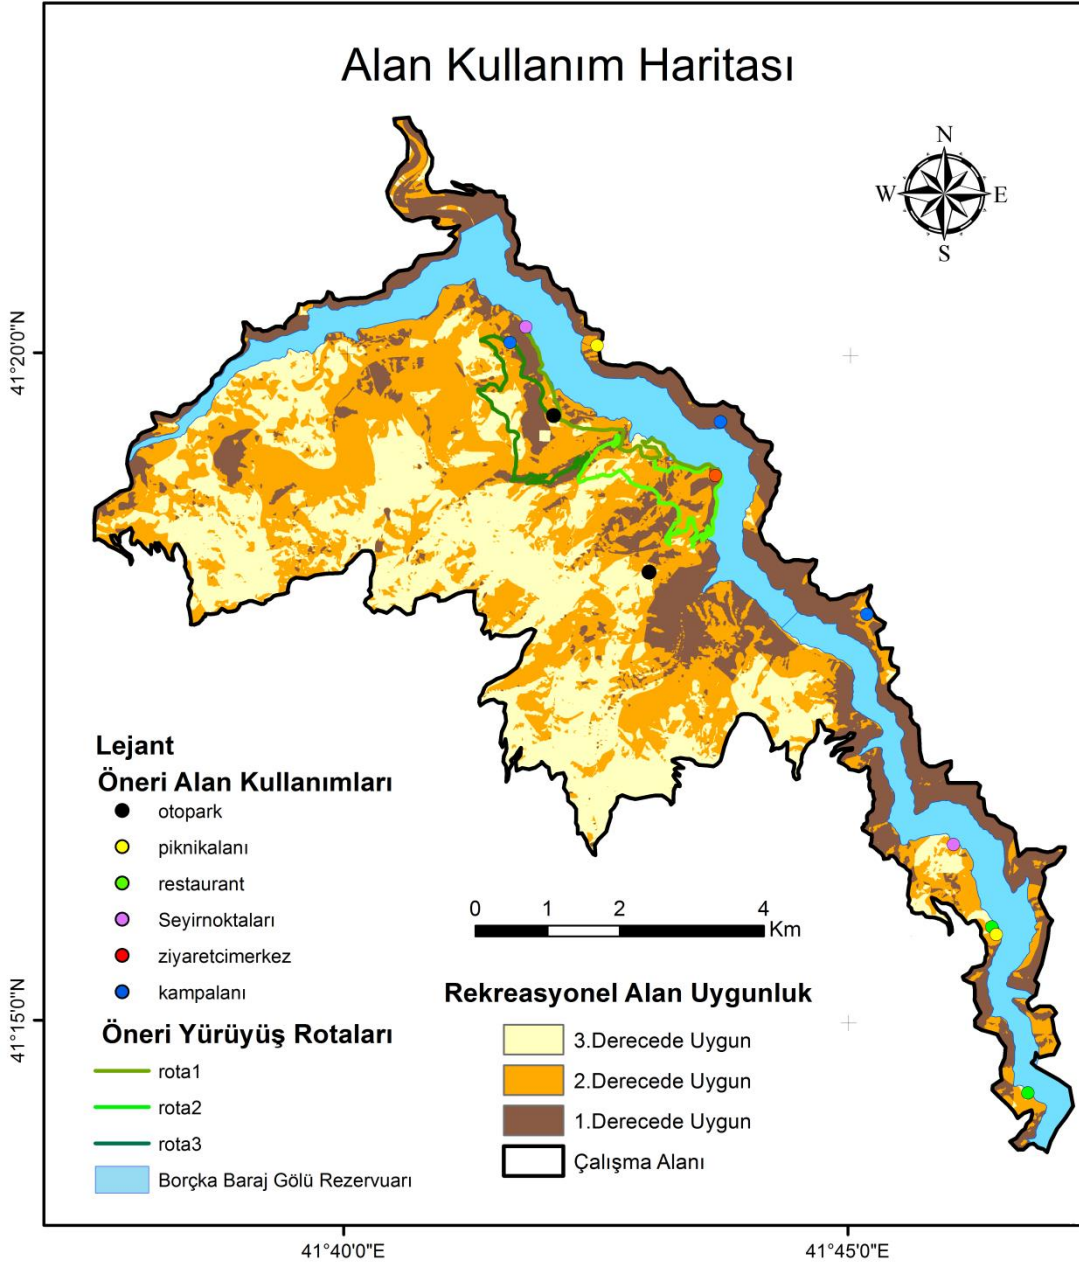 Alan Kullanım Haritası
N
W E
S
41°20'0"N
41°15'0"N
Lejant
Öneri Alan Kullanımları
otopark
piknikalanı
restaurant
Seyirnoktaları
ziyaretcimerkez
kampalanı
Öneri Yürüyüş Rotaları
rota1
rota2
rota3
Borçka Baraj Gölü Rezervuarı
0 1 2 4
Km
Rekreasyonel Alan Uygunluk
3.Derecede Uygun
2.Derecede Uygun
1.Derecede Uygun
Çalışma Alanı
41°40'0"E 41°45'0"E